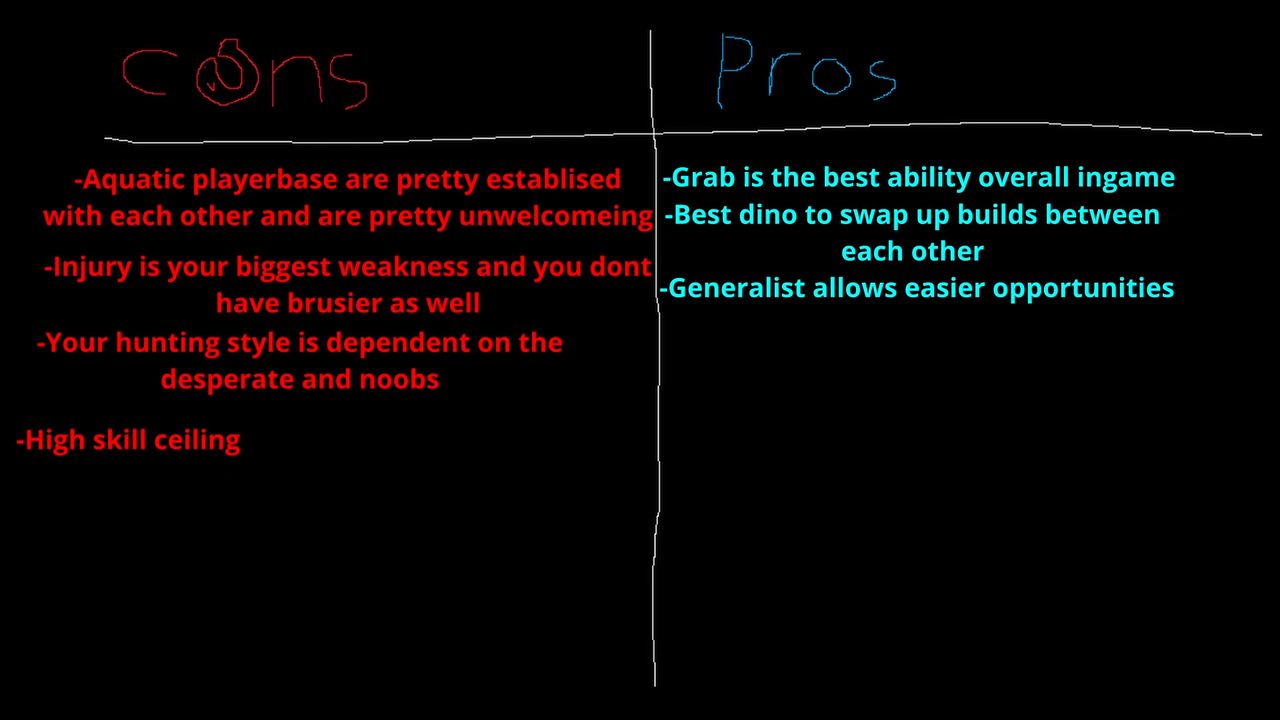 Cons
-Aquatic playerbase are pretty establised
with each other and are pretty unwelcomeing
-Injury is your biggest weakness and you dont
have brusier as well
-Your hunting style is dependent on the
desperate and noobs
-High skill ceiling
Pros
-Grab is the best ability overall ingame
-Best dino to swap up builds between
each other
-Generalist allows easier opportunities